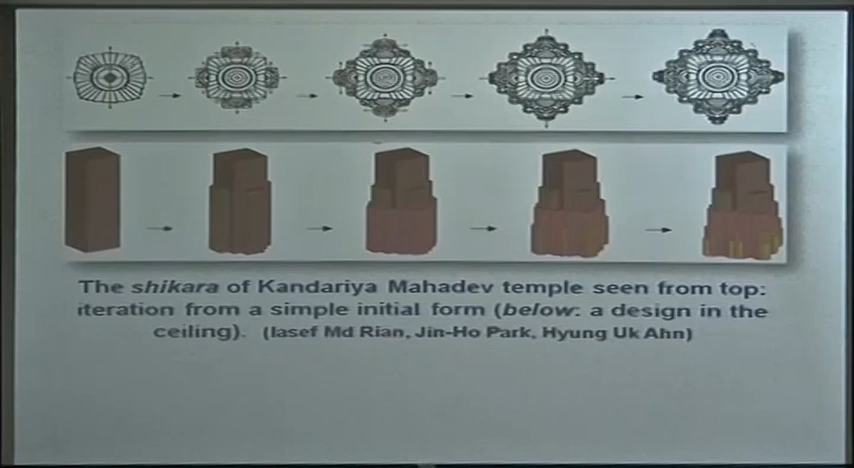 The shikara of Kandariya Mahadev temple seen from top:
iteration from a simple initial form (below: a design in the
ceiling). (Iasef Md Rian, Jin-Ho Park, Hyung Uk Ahn)